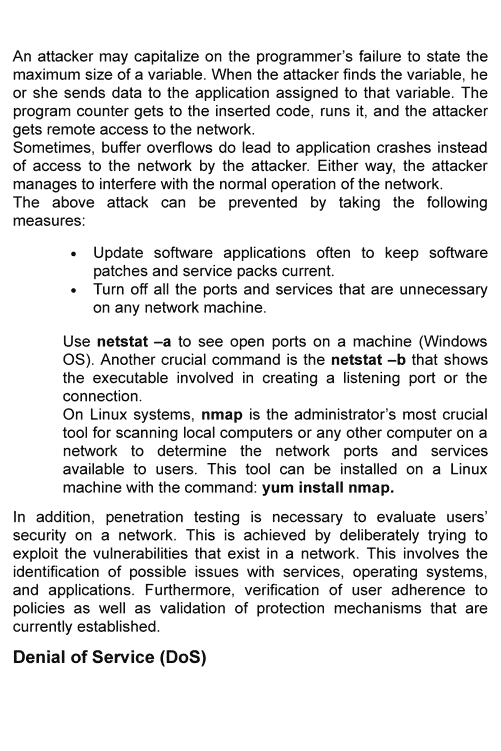 An attacker may capitalize on the programmer’s failure to state the
maximum size of a variable. When the attacker finds the variable, he
or she sends data to the application assigned to that variable. The
program counter gets to the inserted code, runs it, and the attacker
gets remote access to the network.
Sometimes, buffer overflows do lead to application crashes instead
of access to the network by the attacker. Either way, the attacker
manages to interfere with the normal operation of the network.
The above attack can be prevented by taking the following
measures:
• Update software applications often to keep software
patches and service packs current.
• Turn off all the ports and services that are unnecessary
on any network machine.
Use netstat –a to see open ports on a machine (Windows
OS). Another crucial command is the netstat –b that shows
the executable involved in creating a listening port or the
connection.
On Linux systems, nmap is the administrator’s most crucial
tool for scanning local computers or any other computer on a
network to determine the network ports and services
available to users. This tool can be installed on a Linux
machine with the command: yum install nmap.
In addition, penetration testing is necessary to evaluate users’
security on a network. This is achieved by deliberately trying to
exploit the vulnerabilities that exist in a network. This involves the
identification of possible issues with services, operating systems,
and applications. Furthermore, verification of user adherence to
policies as well as validation of protection mechanisms that are
currently established.
Denial of Service (DoS)